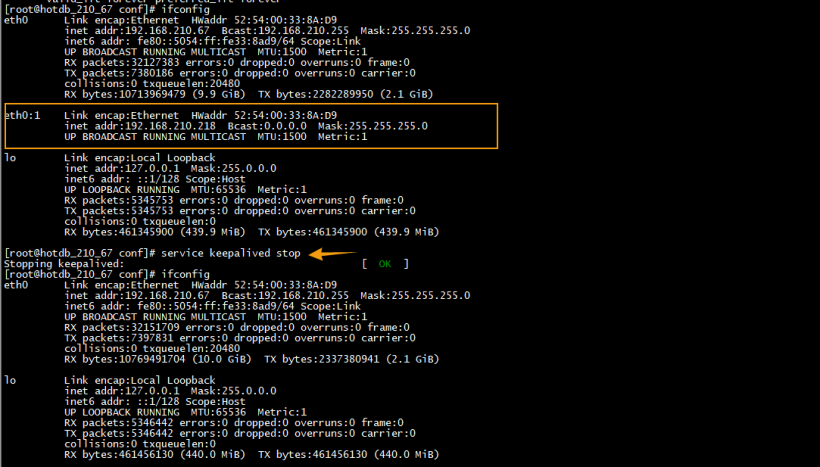 valid_lft forever preferred_lft forever
[root@hotdb_210_67 conf]# ifconfig
eth0      Link encap:Ethernet  HWaddr 52:54:00:33:8A:D9
          inet addr:192.168.210.67  Bcast:192.168.210.255  Mask:255.255.255.0
          inet6 addr: fe80::5054:ff:fe33:8ad9/64 Scope:Link
          UP BROADCAST RUNNING MULTICAST  MTU:1500  Metric:1
          RX packets:32127383 errors:0 dropped:0 overruns:0 frame:0
          TX packets:7380186 errors:0 dropped:0 overruns:0 carrier:0
          collisions:0 txqueuelen:20480
          RX bytes:10713969479 (9.9 GiB)  TX bytes:2282289950 (2.1 GiB)
eth0:1    Link encap:Ethernet  HWaddr 52:54:00:33:8A:D9
          inet addr:192.168.210.218  Bcast:0.0.0.0  Mask:255.255.255.0
          UP BROADCAST RUNNING MULTICAST  MTU:1500  Metric:1
lo        Link encap:Local Loopback
          inet addr:127.0.0.1  Mask:255.0.0.0
          inet6 addr: ::1/128 Scope:Host
          UP LOOPBACK RUNNING  MTU:65536  Metric:1
          RX packets:5345753 errors:0 dropped:0 overruns:0 frame:0
          TX packets:5345753 errors:0 dropped:0 overruns:0 carrier:0
          collisions:0 txqueuelen:0
          RX bytes:461345900 (439.9 MiB)  TX bytes:461345900 (439.9 MiB)
[root@hotdb_210_67 conf]# service keepalived stop
Stopping keepalived:                                       [  OK  ]
[root@hotdb_210_67 conf]# ifconfig
eth0      Link encap:Ethernet  HWaddr 52:54:00:33:8A:D9
          inet addr:192.168.210.67  Bcast:192.168.210.255  Mask:255.255.255.0
          inet6 addr: fe80::5054:ff:fe33:8ad9/64 Scope:Link
          UP BROADCAST RUNNING MULTICAST  MTU:1500  Metric:1
          RX packets:32151709 errors:0 dropped:0 overruns:0 frame:0
          TX packets:7397831 errors:0 dropped:0 overruns:0 carrier:0
          collisions:0 txqueuelen:20480
          RX bytes:10769491704 (10.0 GiB)  TX bytes:2337380941 (2.1 GiB)
lo        Link encap:Local Loopback
          inet addr:127.0.0.1  Mask:255.0.0.0
          inet6 addr: ::1/128 Scope:Host
          UP LOOPBACK RUNNING  MTU:65536  Metric:1
          RX packets:5346442 errors:0 dropped:0 overruns:0 frame:0
          TX packets:5346442 errors:0 dropped:0 overruns:0 carrier:0
          collisions:0 txqueuelen:0
          RX bytes:461456130 (440.0 MiB)  TX bytes:461456130 (440.0 MiB)